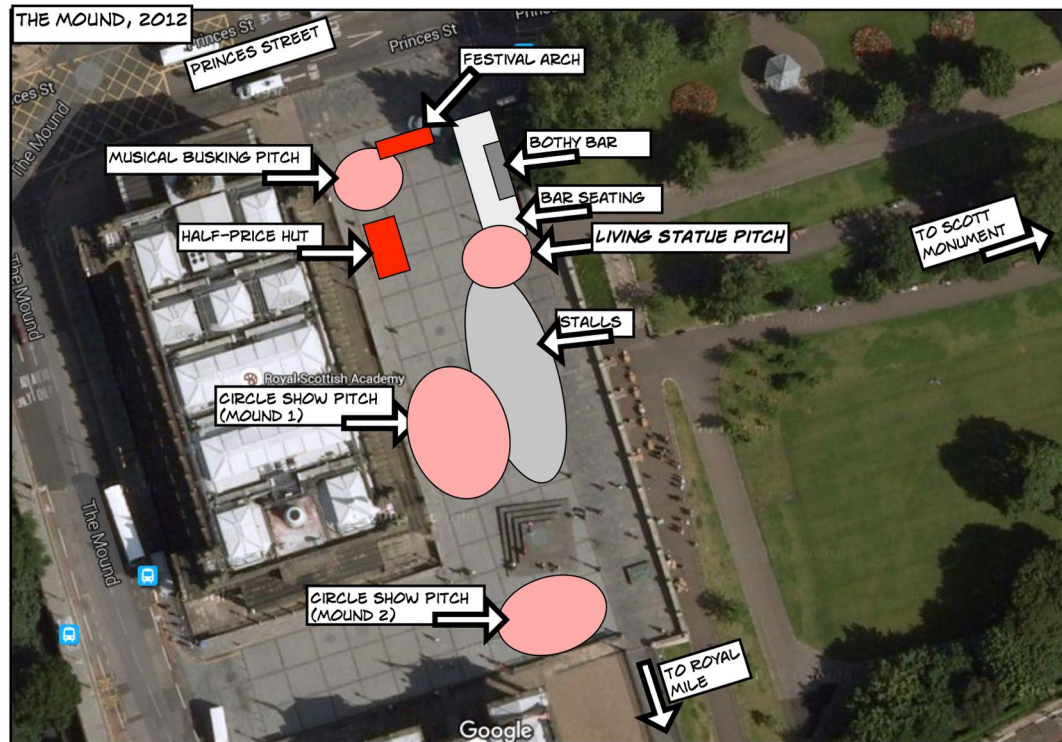 THE MOUND, 2012
Princes St
PRINCES STREET
Princes St
ces St
The Mound
FESTIVAL ARCH
MUSICAL BUSKING PITCH
BOTHY BAR
BAR SEATING
HALF-PRICE HUT
LIVING STATUE PITCH
TO SCOTT
MONUMENT
The Mound
STALLS
Royal Scottish Academy
CIRCLE SHOW PITCH
(MOUND 1)
The Mound
CIRCLE SHOW PITCH
(MOUND 2)
TO ROYAL
MILE
Google